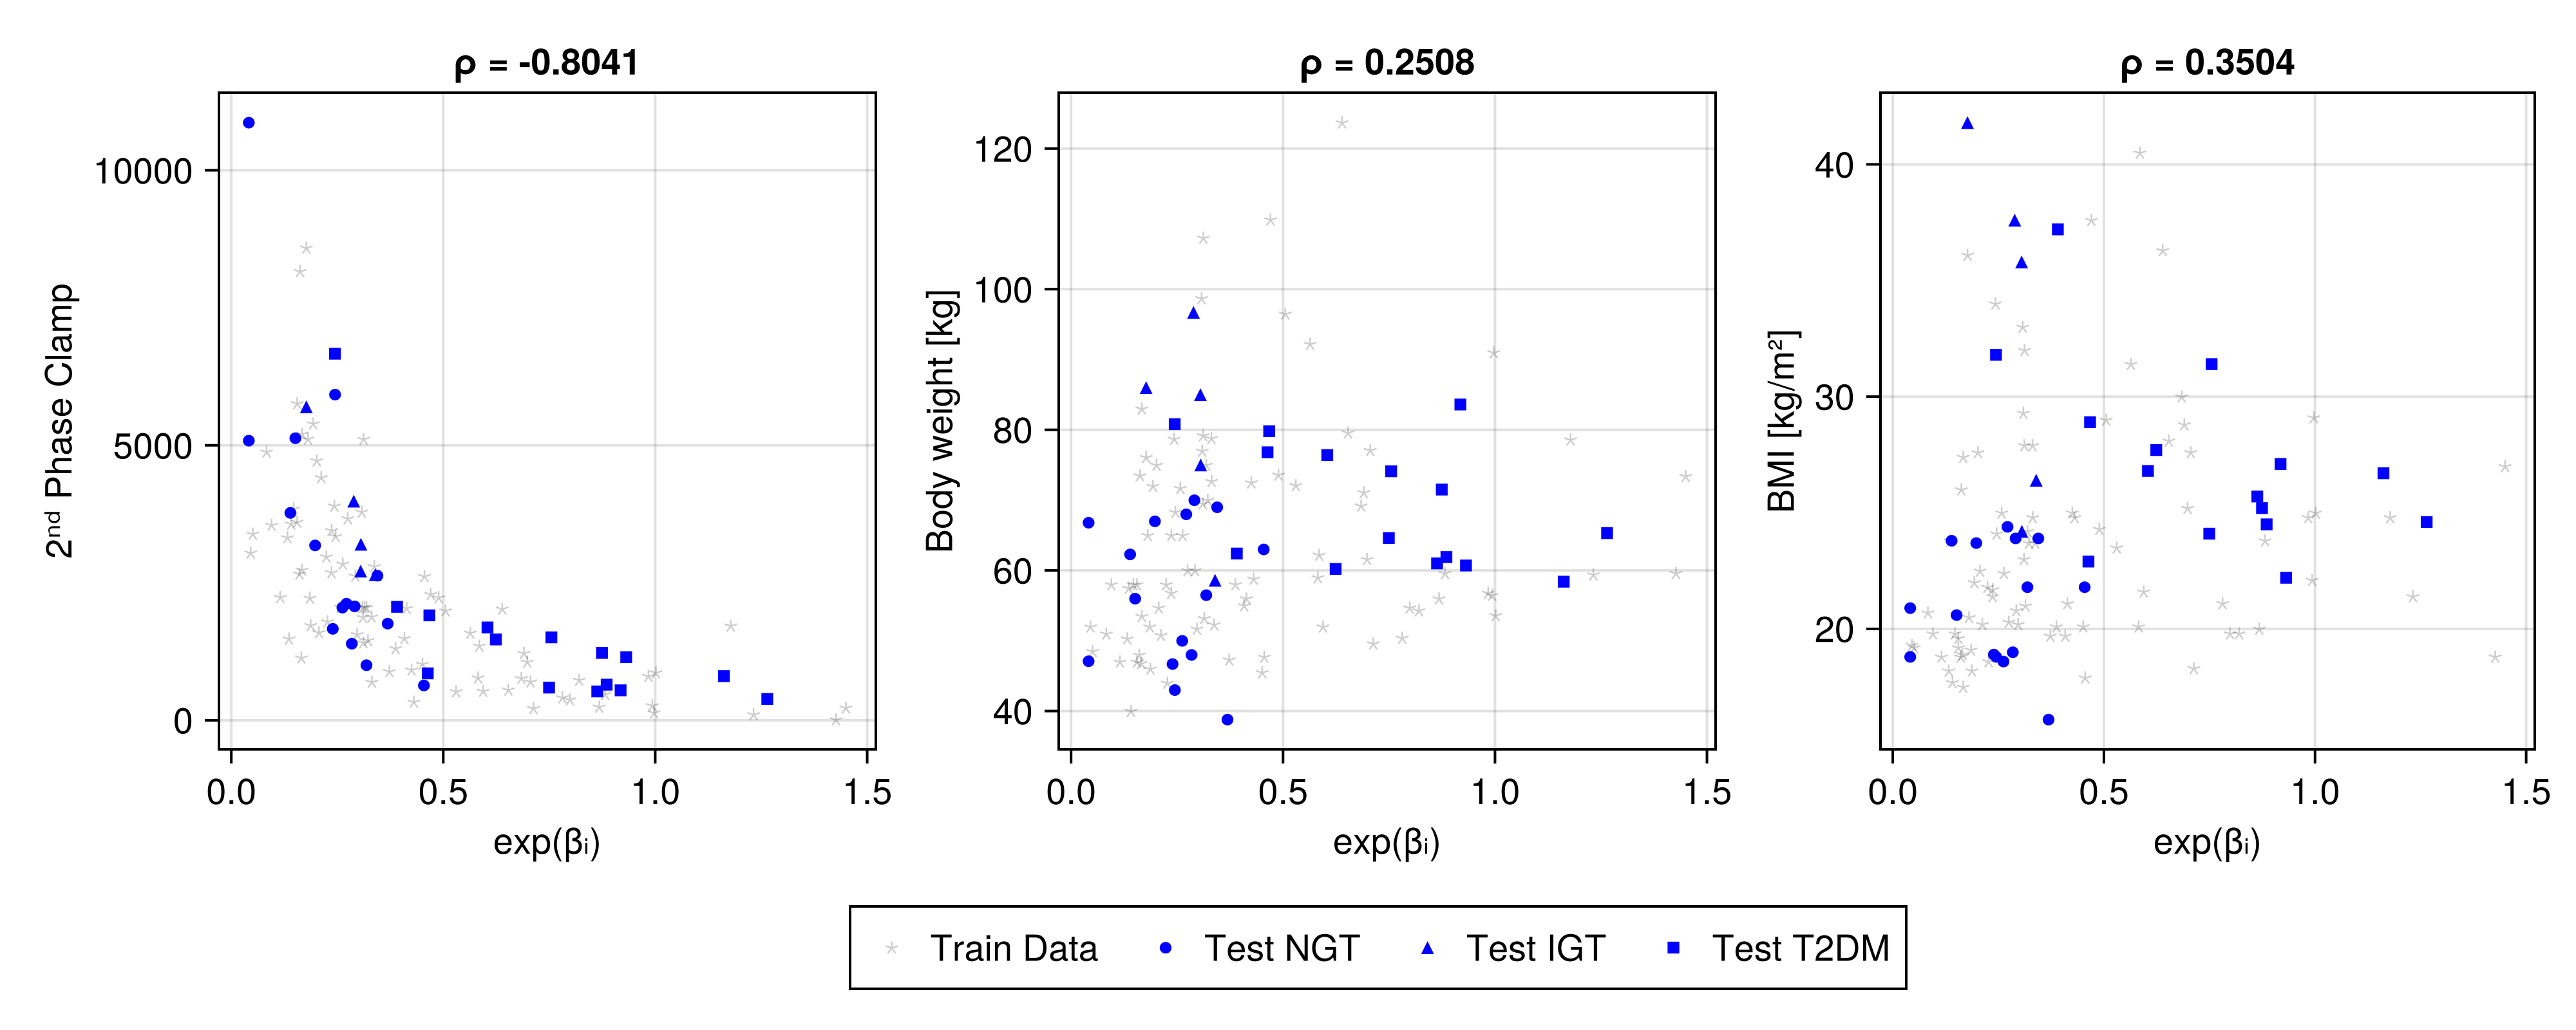 ρ = -0.8041
2ⁿᵈ Phase Clamp
10000
5000
0
0.0 0.5 1.0 1.5
exp(βᵢ)
ρ = 0.2508
Body weight [kg]
120
100
80
60
40
0.0 0.5 1.0 1.5
exp(βᵢ)
ρ = 0.3504
BMI [kg/m²]
40
30
20
0.0 0.5 1.0 1.5
exp(βᵢ)
Train Data Test NGT Test IGT Test T2DM